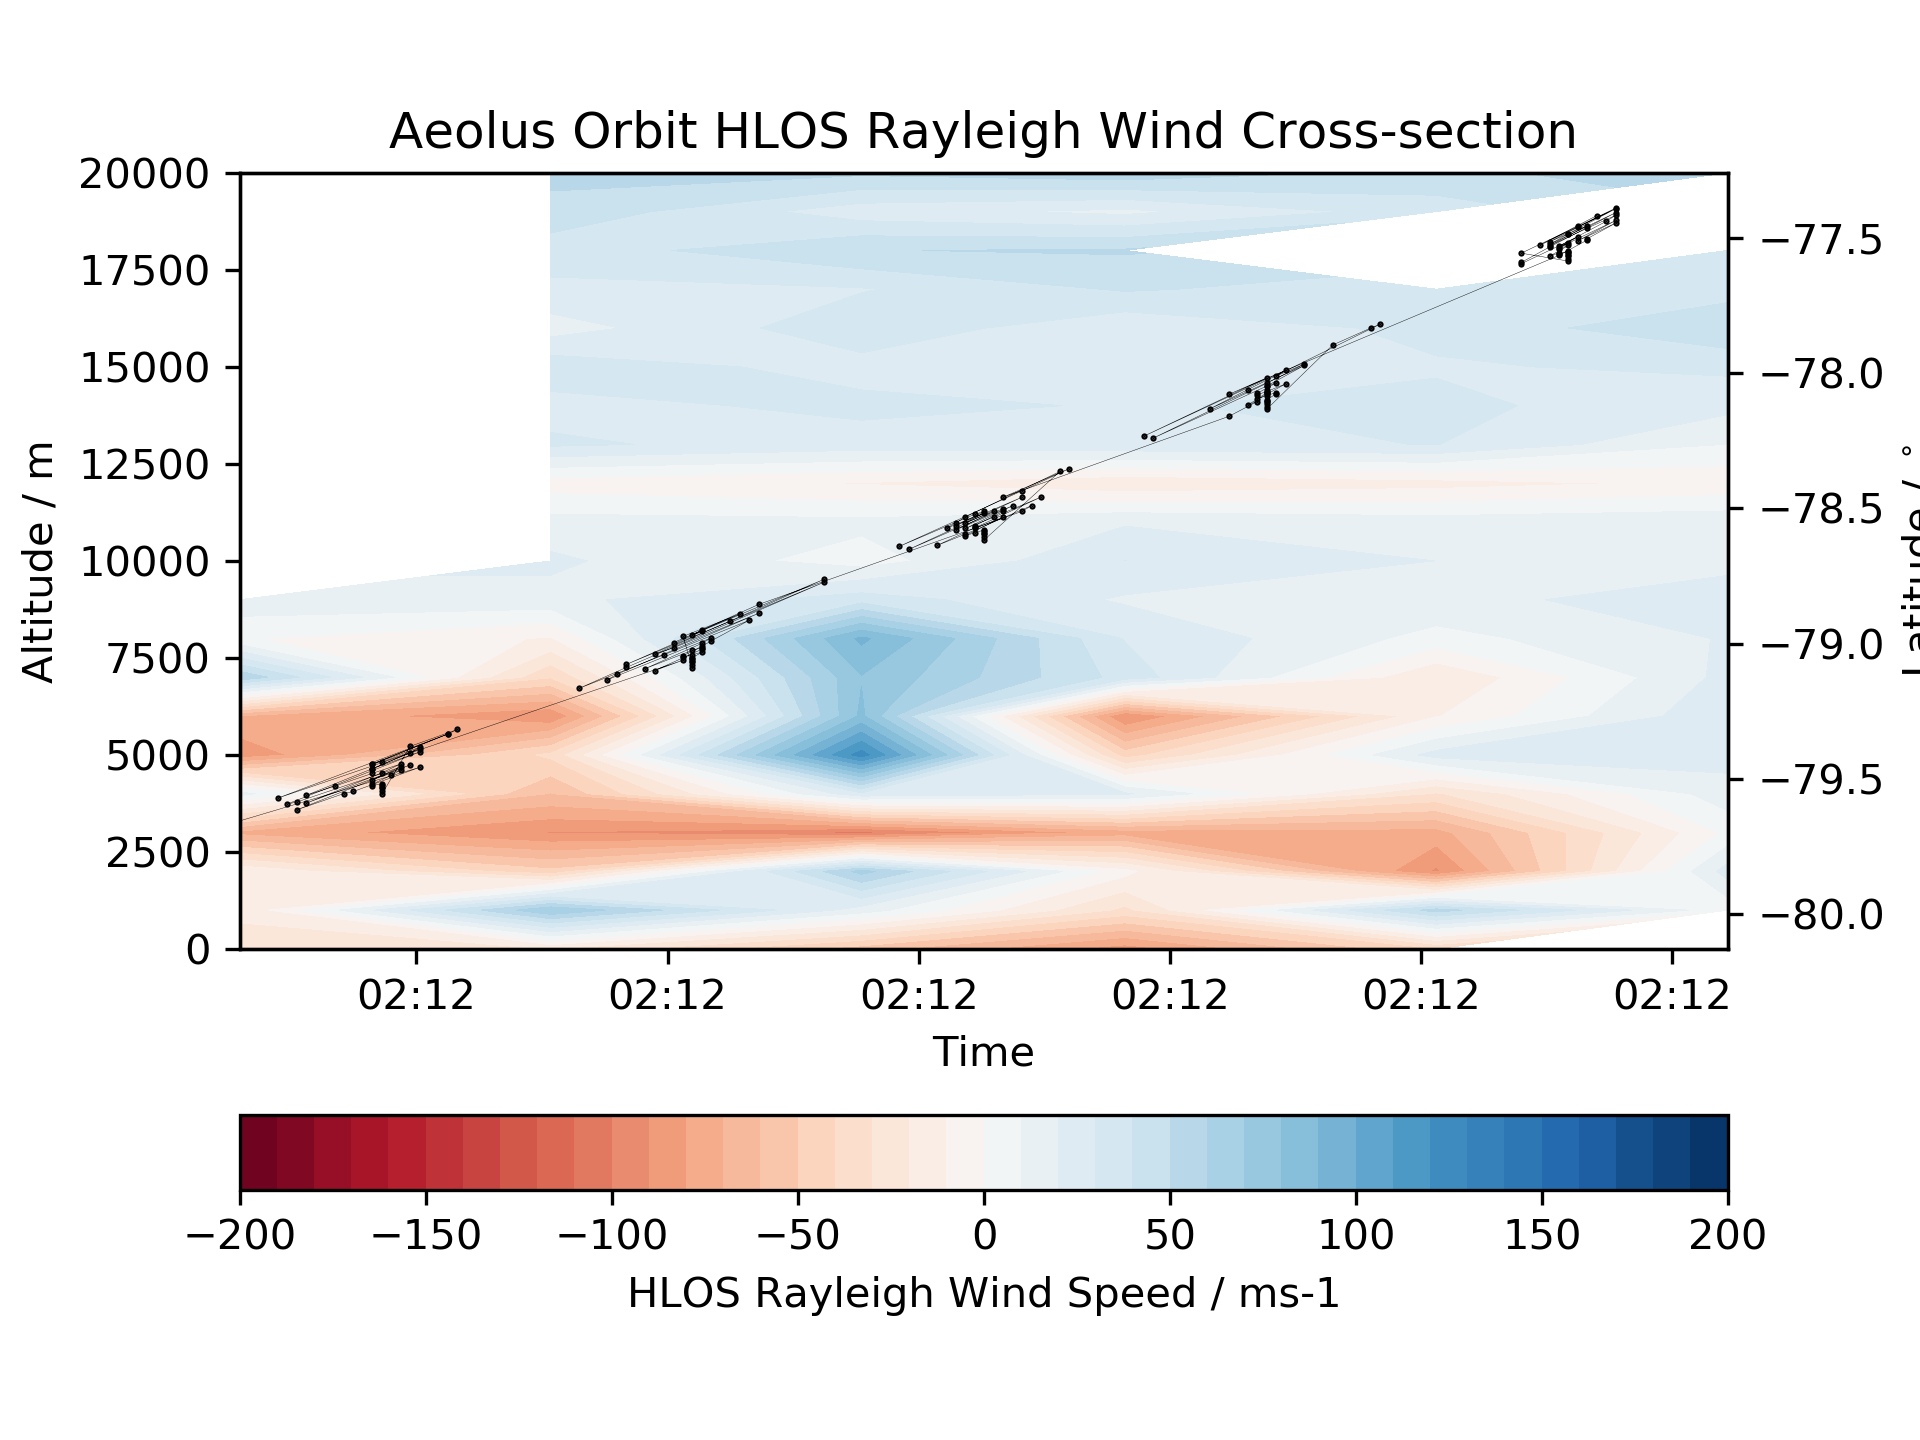 Aeolus Orbit HLOS Rayleigh Wind Cross-section
20000
17500
15000
12500
10000
7500
5000
2500
0
Altitude / m
−77.5
−78.0
−78.5
−79.0
−79.5
−80.0
Latitude / °
02:12 02:12 02:12 02:12 02:12 02:12
Time
−200 −150 −100 −50 0 50 100 150 200
HLOS Rayleigh Wind Speed / ms-1